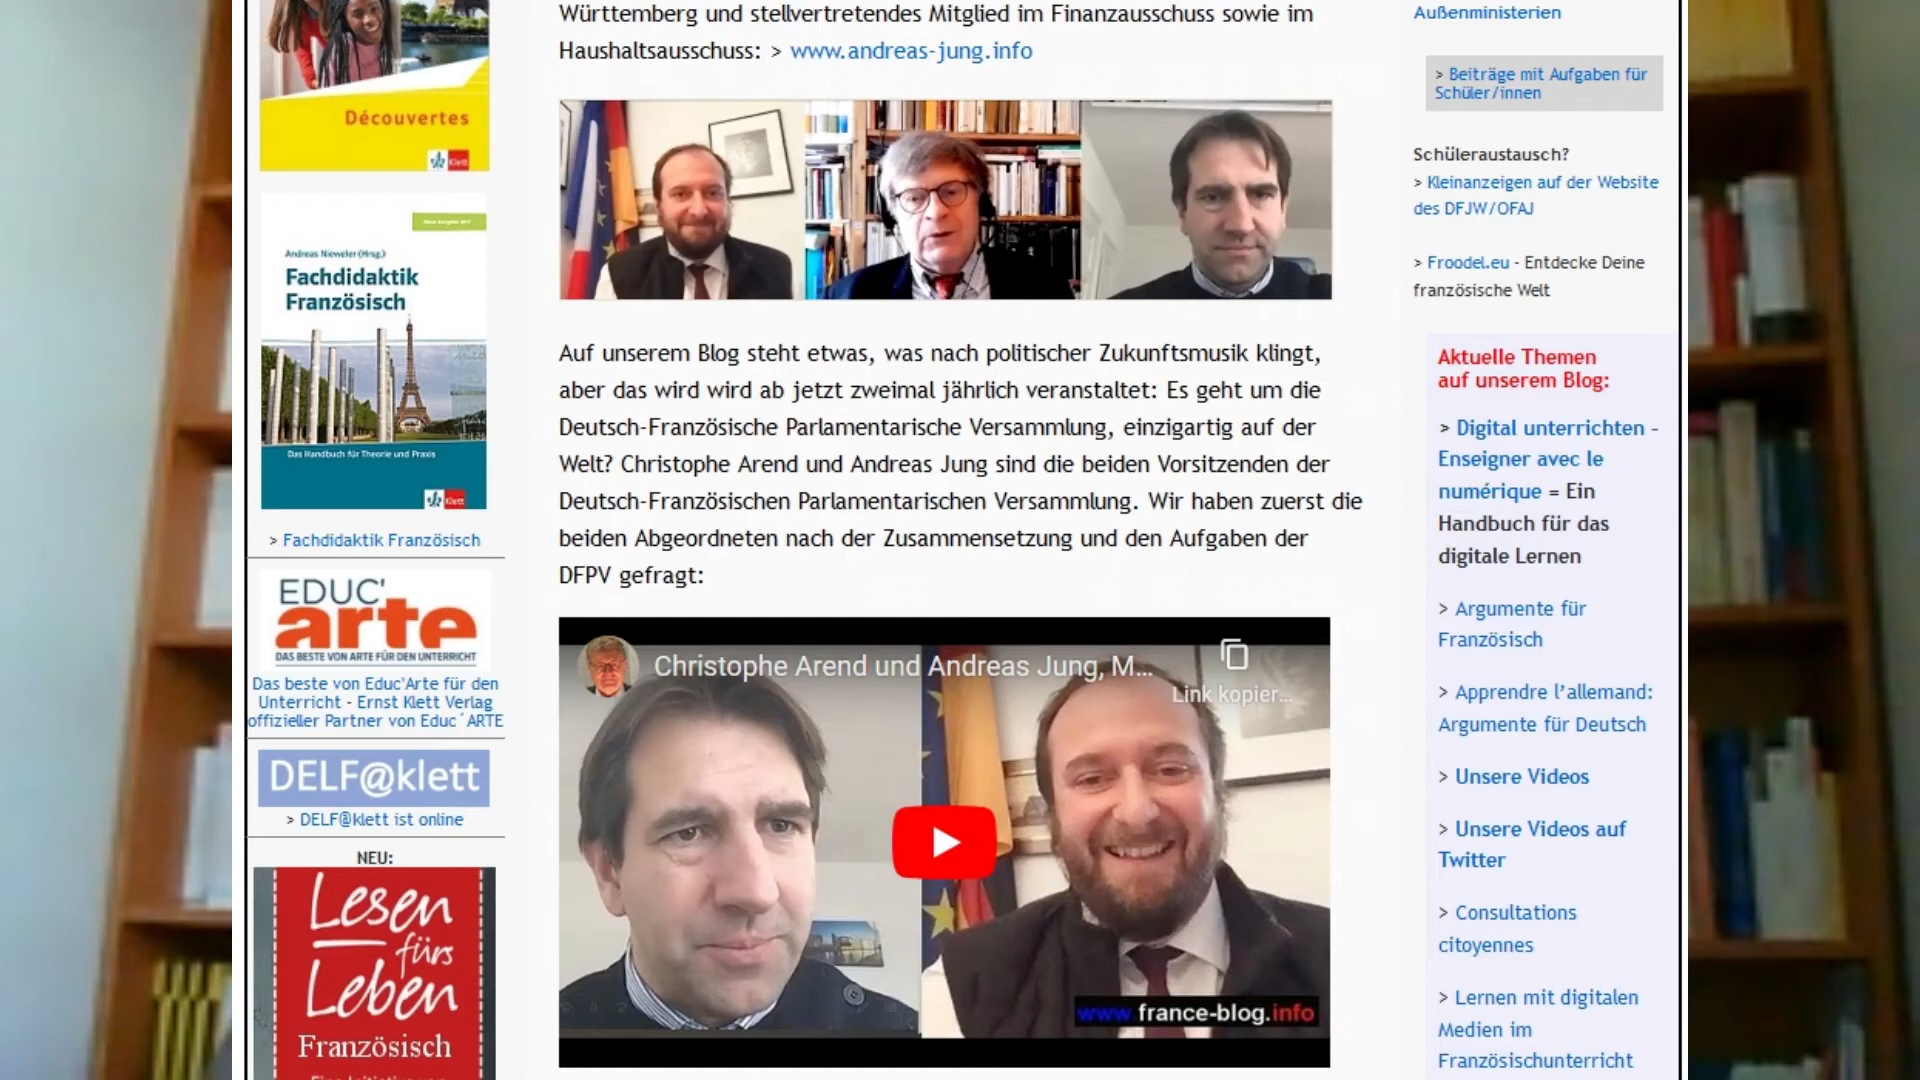 Découvertes
Klett
Andreas Nieweler (Hrsg.)
Fachdidaktik
Französisch
Das Handbuch für Theorie und Praxis
Klett
> Fachdidaktik Französisch
EDUC'
arte
DAS BESTE VON ARTE FÜR DEN UNTERRICHT
Das beste von Educ'Arte für den
Unterricht - Ernst Klett Verlag
offizieller Partner von Educ´ARTE
DELF@klett
> DELF@klett ist online
NEU:
Lesen
fürs
Leben
Französisch
Württemberg und stellvertretendes Mitglied im Finanzausschuss sowie im
Haushaltsausschuss: > www.andreas-jung.info
Auf unserem Blog steht etwas, was nach politischer Zukunftsmusik klingt,
aber das wird wird ab jetzt zweimal jährlich veranstaltet: Es geht um die
Deutsch-Französische Parlamentarische Versammlung, einzigartig auf der
Welt? Christophe Arend und Andreas Jung sind die beiden Vorsitzenden der
Deutsch-Französischen Parlamentarischen Versammlung. Wir haben zuerst die
beiden Abgeordneten nach der Zusammensetzung und den Aufgaben der
DFPV gefragt:
Christophe Arend und Andreas Jung, M...
Link kopier...
www.france-blog.info
Außenministerien
> Beiträge mit Aufgaben für
Schüler/innen
Schüleraustausch?
> Kleinanzeigen auf der Website
des DFJW/OFAJ
> Froodel.eu - Entdecke Deine
französische Welt
Aktuelle Themen
auf unserem Blog:
> Digital unterrichten -
Enseigner avec le
numérique = Ein
Handbuch für das
digitale Lernen
> Argumente für
Französisch
> Apprendre l’allemand:
Argumente für Deutsch
> Unsere Videos
> Unsere Videos auf
Twitter
> Consultations
citoyennes
> Lernen mit digitalen
Medien im
Französischunterricht